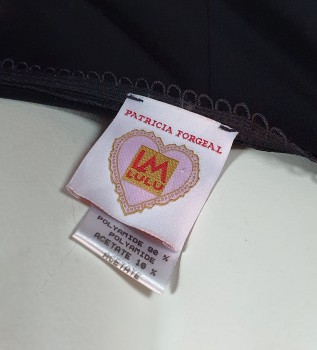 PATRICIA FORGEAL
LM
LULU
POLYAMIDE 90 %
POLYAMIDE
ACETATE 10 %
ACETATE